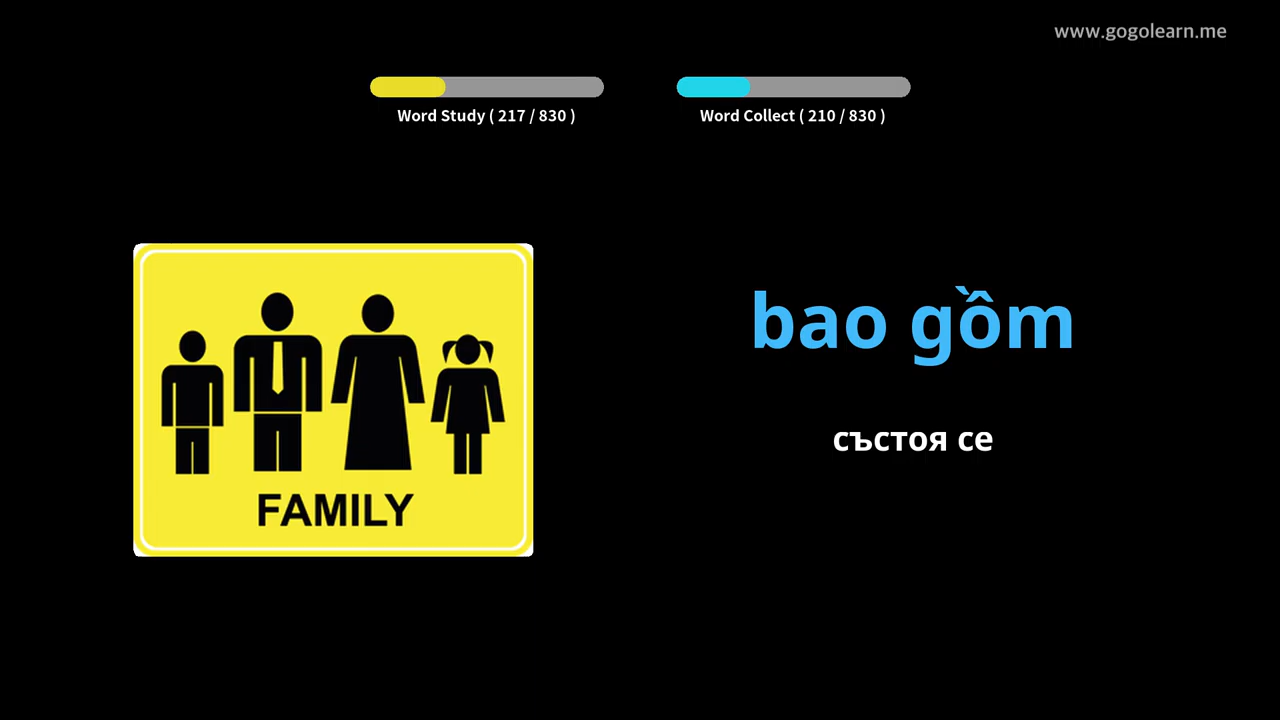 www.gogolearn.me
Word Study ( 217 / 830 )
Word Collect ( 210 / 830 )
FAMILY
bao gồm
състоя се